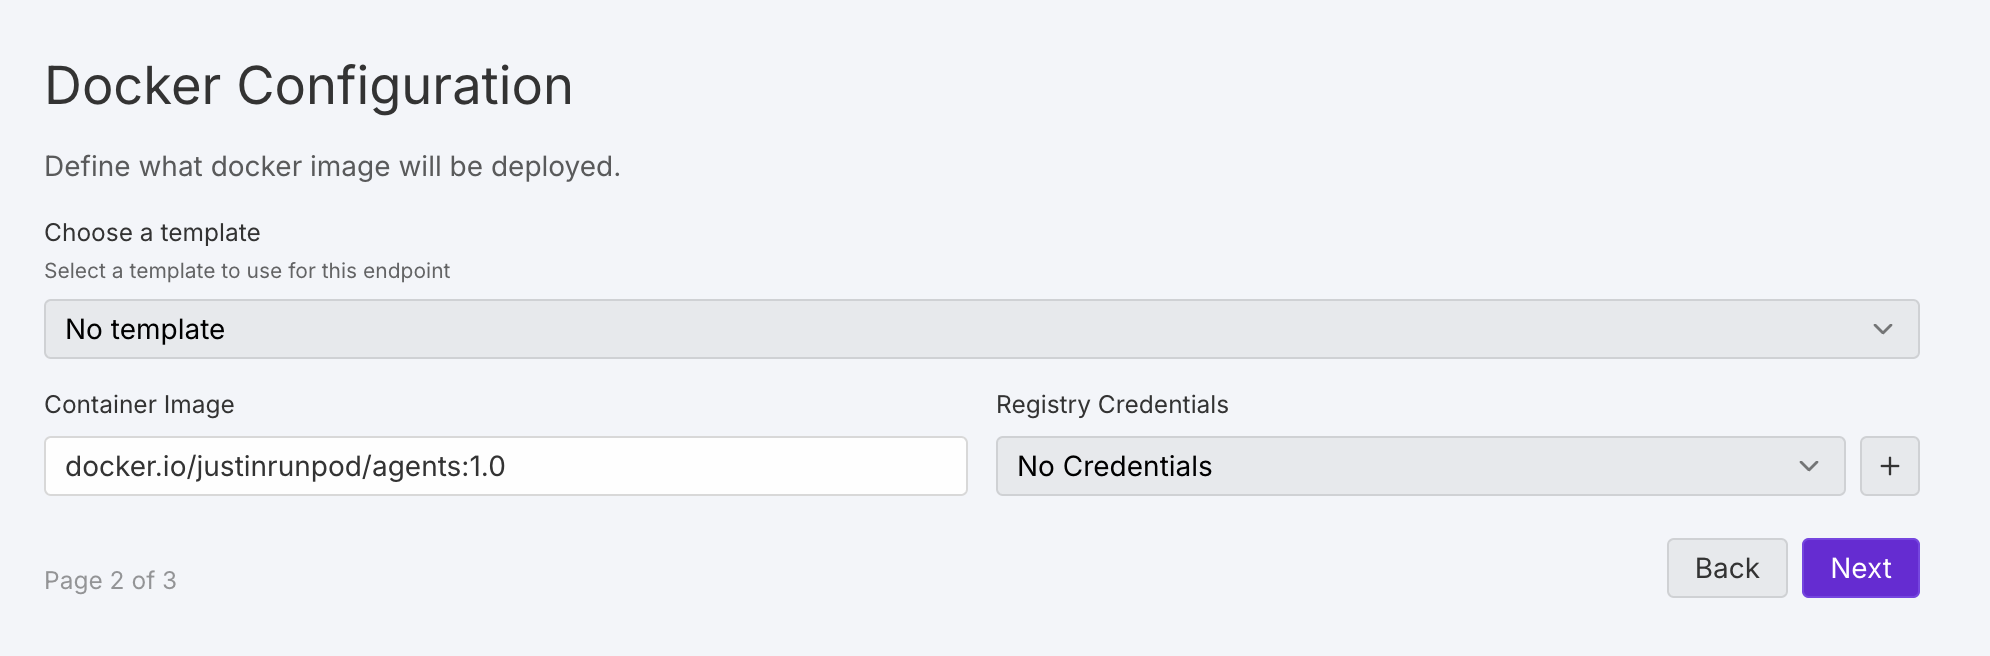 Docker Configuration
Define what docker image will be deployed.
Choose a template
Select a template to use for this endpoint
No template
Container Image
docker.io/justinrunpod/agents:1.0
Registry Credentials
No Credentials
+
Page 2 of 3
Back
Next